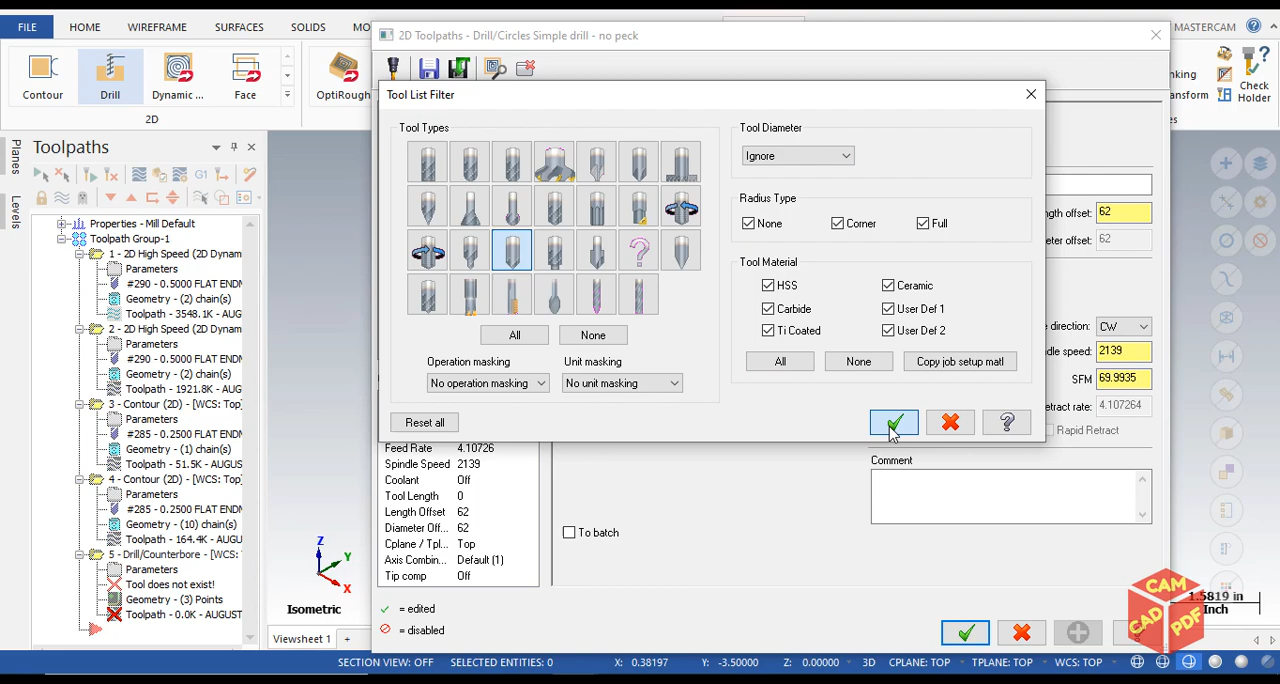 FILE HOME WIREFRAME SURFACES SOLIDS MO
MASTERCAM
2D Toolpaths - Drill/Circles Simple drill - no peck
Contour Drill Dynamic ... Face OptiRough
2D
Check
Holder
Planes
Levels
Toolpaths
Properties - Mill Default
Toolpath Group-1
1 - 2D High Speed (2D Dynam
Parameters
#290 - 0.5000 FLAT ENDM
Geometry - (2) chain(s)
Toolpath - 3548.1K - AUGU
2 - 2D High Speed (2D Dynam
Parameters
#290 - 0.5000 FLAT ENDM
Geometry - (2) chain(s)
Toolpath - 1921.8K - AUGU
3 - Contour (2D) - [WCS: Top]
Parameters
#285 - 0.2500 FLAT ENDM
Geometry - (1) chain(s)
Toolpath - 51.5K - AUGUS
4 - Contour (2D) - [WCS: Top]
Parameters
#285 - 0.2500 FLAT ENDM
Geometry - (10) chain(s)
Toolpath - 164.4K - AUGUS
5 - Drill/Counterbore - [WCS:
Parameters
Tool does not exist!
Geometry - (3) Points
Toolpath - 0.0K - AUGUST
Tool List Filter
Tool Types
All None
Operation masking Unit masking
No operation masking No unit masking
Reset all
Tool Diameter
Ignore
Radius Type
None Corner Full
Tool Material
HSS Ceramic
Carbide User Def 1
Ti Coated User Def 2
All None Copy job setup matl
ngth offset: 62
eter offset: 62
e direction: CW
dle speed: 2139
SFM 69.9935
ract rate: 4.107264
Rapid Retract
Feed Rate 4.10726
Spindle Speed 2139
Coolant Off
Tool Length 0
Length Offset 62
Diameter Off... 62
Cplane / Tpl... Top
Axis Combin... Default (1)
Tip comp Off
Comment
To batch
= edited
= disabled
Z
Y
X
Isometric
Viewsheet 1 +
1.5819 in
Inch
CAM
CAD
PDF
SECTION VIEW: OFF SELECTED ENTITIES: 0 X: 0.38197 Y: -3.50000 Z: 0.00000 3D CPLANE: TOP TPLANE: TOP WCS: TOP